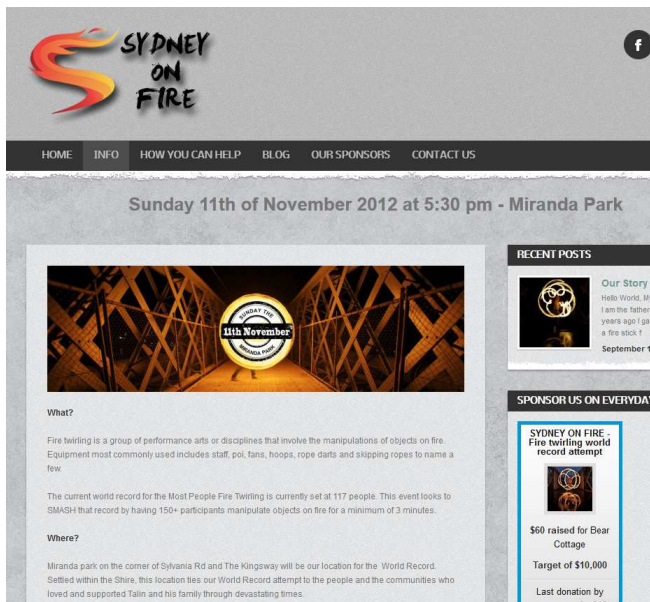 SYDNEY
ON
FIRE
f
HOME INFO HOW YOU CAN HELP BLOG OUR SPONSORS CONTACT US
Sunday 11th of November 2012 at 5:30 pm - Miranda Park
SUNDAY THE
11th November
MIRANDA PARK
What?
Fire twirling is a group of performance arts or disciplines that involve the manipulations of objects on fire.
Equipment most commonly used includes staff, poi, fans, hoops, rope darts and skipping ropes to name a
few.
The current world record for the Most People Fire Twirling is currently set at 117 people. This event looks to
SMASH that record by having 150+ participants manipulate objects on fire for a minimum of 3 minutes.
Where?
Miranda park on the corner of Sylvania Rd and The Kingsway will be our location for the World Record.
Settled within the Shire, this location ties our World Record attempt to the people and the communities who
loved and supported Talin and his family through devastating times.
RECENT POSTS
Our Story
Hello World, M
I am the father
years ago I ga
a fire stick f
September 1
SPONSOR US ON EVERYDAY
SYDNEY ON FIRE -
Fire twirling world
record attempt
$60 raised for Bear
Cottage
Target of $10,000
Last donation by